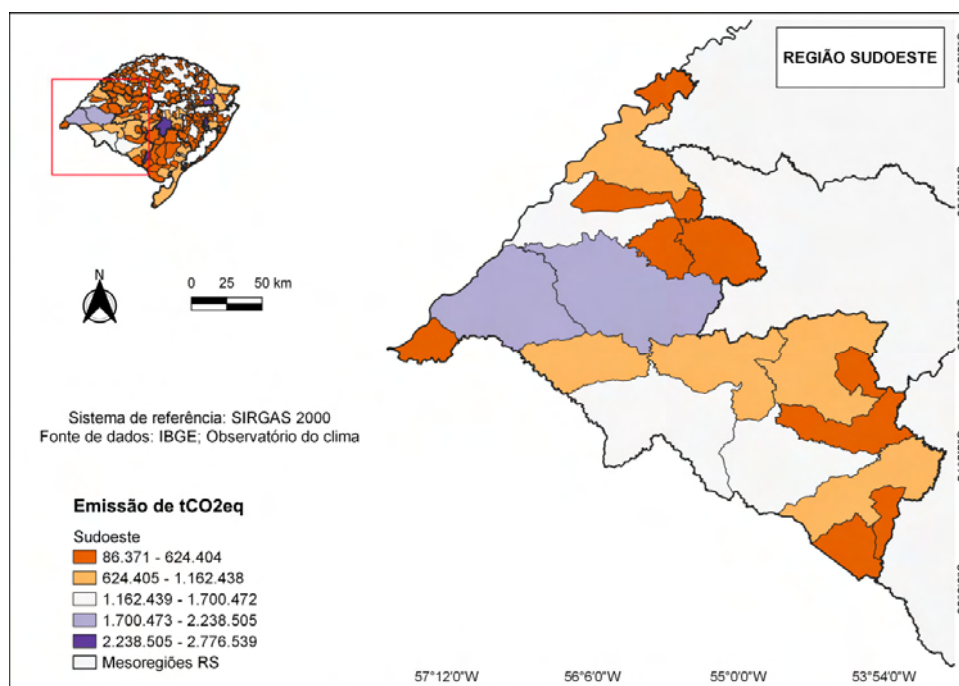 REGIÃO SUDOESTE
N
0 25 50 km
Sistema de referência: SIRGAS 2000
Fonte de dados: IBGE; Observatório do clima
Emissão de tCO2eq
Sudoeste
86.371 - 624.404
624.405 - 1.162.438
1.162.439 - 1.700.472
1.700.473 - 2.238.505
2.238.505 - 2.776.539
Mesoregiões RS
57°12'0"W 56°6'0"W 55°0'0"W 53°54'0"W